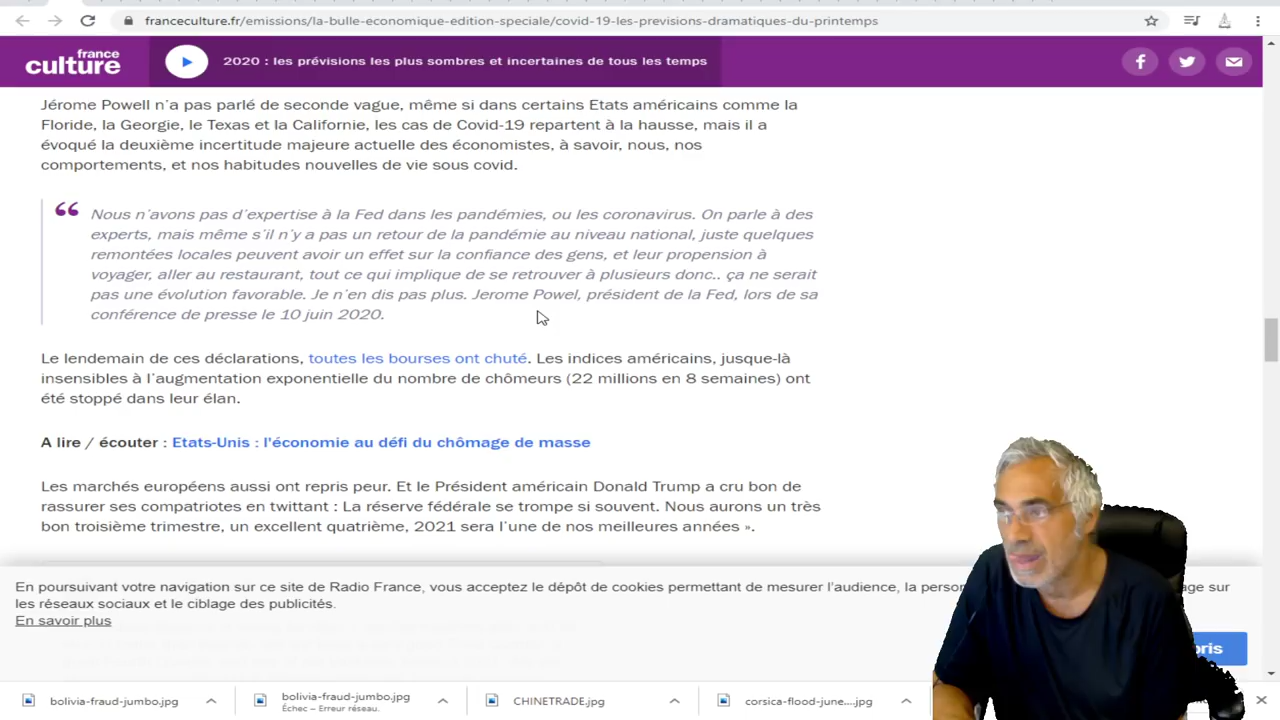 franceculture.fr/emissions/la-bulle-economique-edition-speciale/covid-19-les-previsions-dramatiques-du-printemps
france
culture
2020 : les prévisions les plus sombres et incertaines de tous les temps
Jérome Powell n'a pas parlé de seconde vague, même si dans certains Etats américains comme la
Floride, la Georgie, le Texas et la Californie, les cas de Covid-19 repartent à la hausse, mais il a
évoqué la deuxième incertitude majeure actuelle des économistes, à savoir, nous, nos
comportements, et nos habitudes nouvelles de vie sous covid.
“ Nous n'avons pas d'expertise à la Fed dans les pandémies, ou les coronavirus. On parle à des
experts, mais même s'il n'y a pas un retour de la pandémie au niveau national, juste quelques
remontées locales peuvent avoir un effet sur la confiance des gens, et leur propension à
voyager, aller au restaurant, tout ce qui implique de se retrouver à plusieurs donc.. ça ne serait
pas une évolution favorable. Je n'en dis pas plus. Jerome Powel, président de la Fed, lors de sa
conférence de presse le 10 juin 2020.
Le lendemain de ces déclarations, toutes les bourses ont chuté. Les indices américains, jusque-là
insensibles à l'augmentation exponentielle du nombre de chômeurs (22 millions en 8 semaines) ont
été stoppé dans leur élan.
A lire / écouter : Etats-Unis : l'économie au défi du chômage de masse
Les marchés européens aussi ont repris peur. Et le Président américain Donald Trump a cru bon de
rassurer ses compatriotes en twittant : La réserve fédérale se trompe si souvent. Nous aurons un très
bon troisième trimestre, un excellent quatrième, 2021 sera l'une de nos meilleures années ».
En poursuivant votre navigation sur ce site de Radio France, vous acceptez le dépôt de cookies permettant de mesurer l'audience, la person age sur
les réseaux sociaux et le ciblage des publicités.
En savoir plus
pris
bolivia-fraud-jumbo.jpg
bolivia-fraud-jumbo.jpg
Échec – Erreur réseau.
CHINETRADE.jpg
corsica-flood-june....jpg